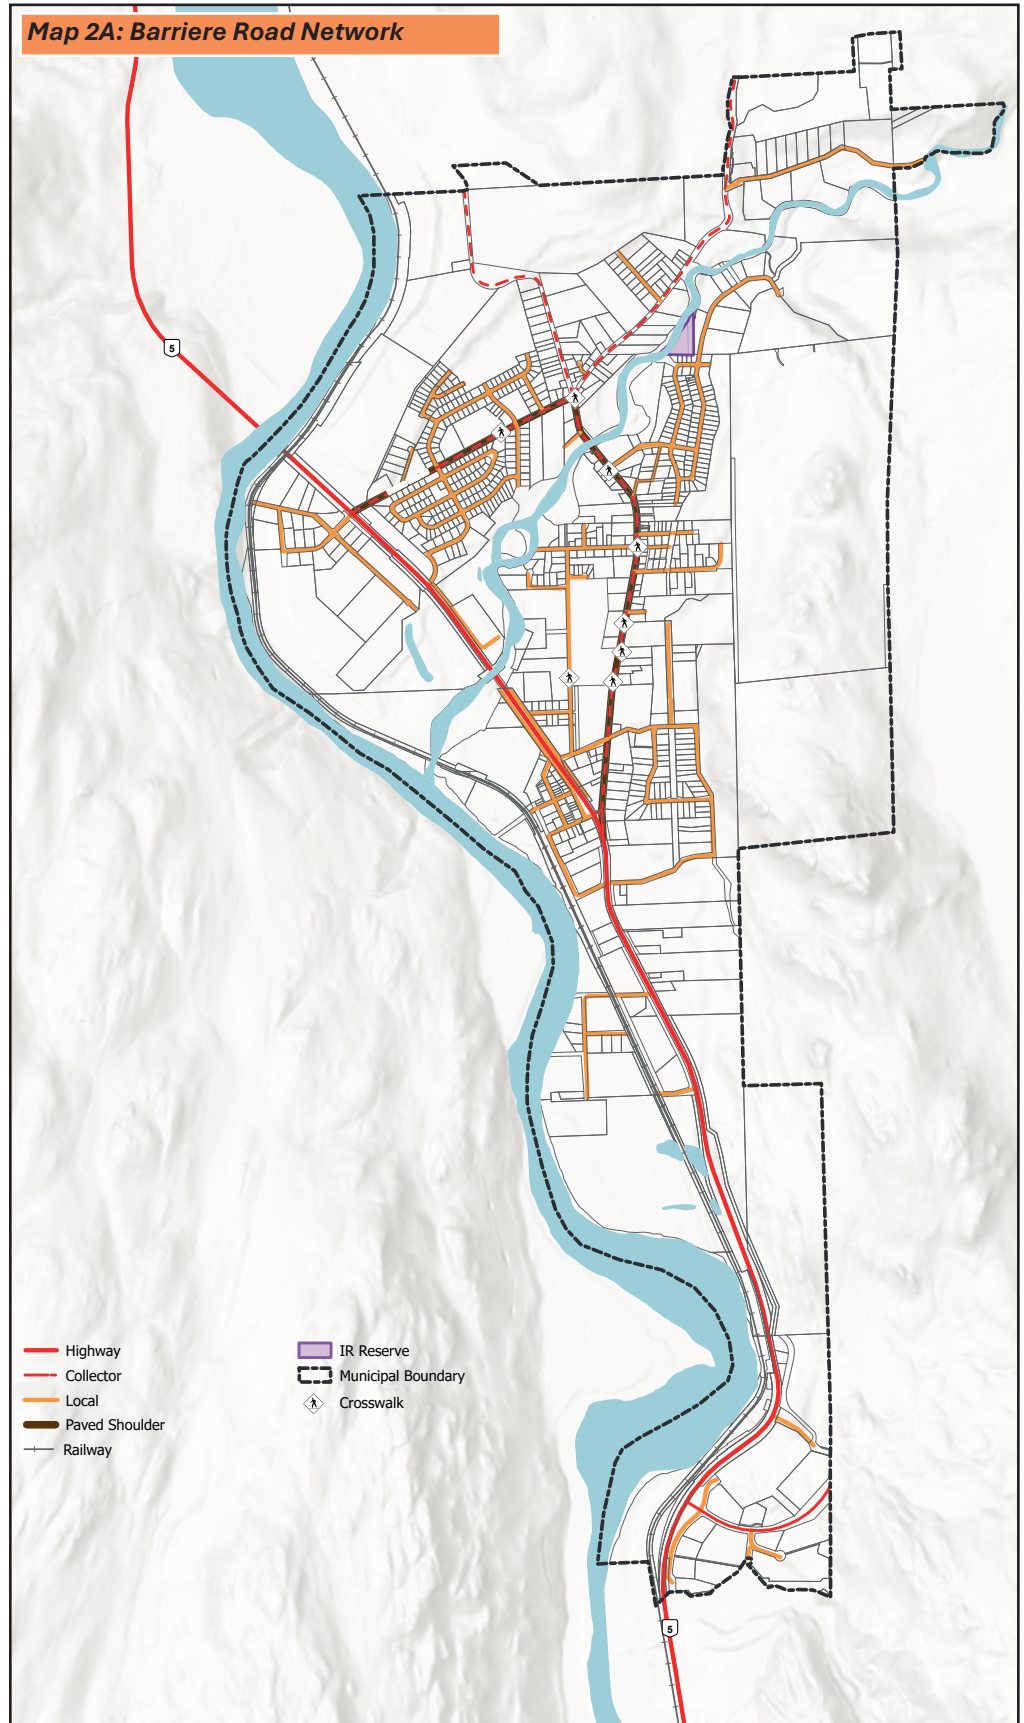 Map 2A: Barriere Road Network
5
Highway
Collector
Local
Paved Shoulder
Railway
IR Reserve
Municipal Boundary
Crosswalk
5